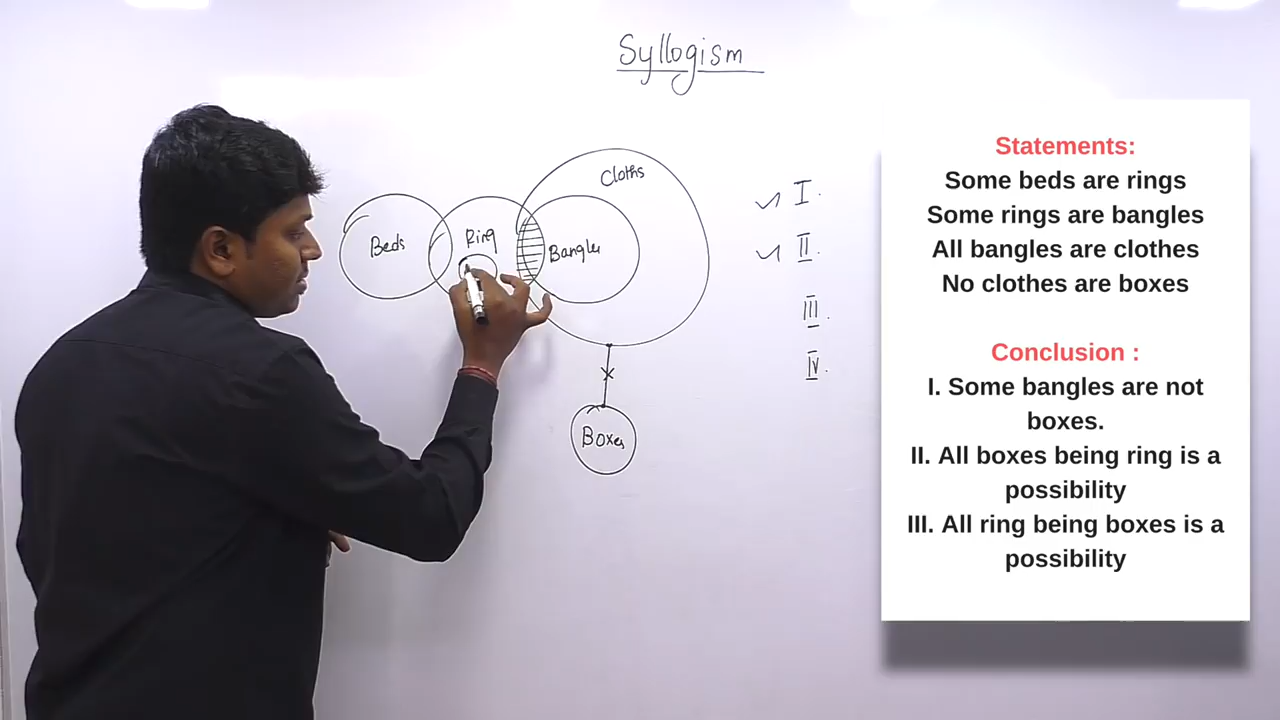 Syllogism
Cloths
Beds
Ring
Bangles
Boxes
I.
II.
III.
IV.
Statements:
Some beds are rings
Some rings are bangles
All bangles are clothes
No clothes are boxes
Conclusion :
I. Some bangles are not
boxes.
II. All boxes being ring is a
possibility
III. All ring being boxes is a
possibility